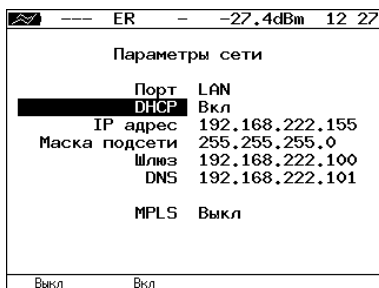 --- ER - -27.4dBm 12 27
Параметры сети
Порт LAN
DHCP Вкл
IP адрес 192.168.222.155
Маска подсети 255.255.255.0
Шлюз 192.168.222.100
DNS 192.168.222.101
MPLS Выкл
Выкл Вкл